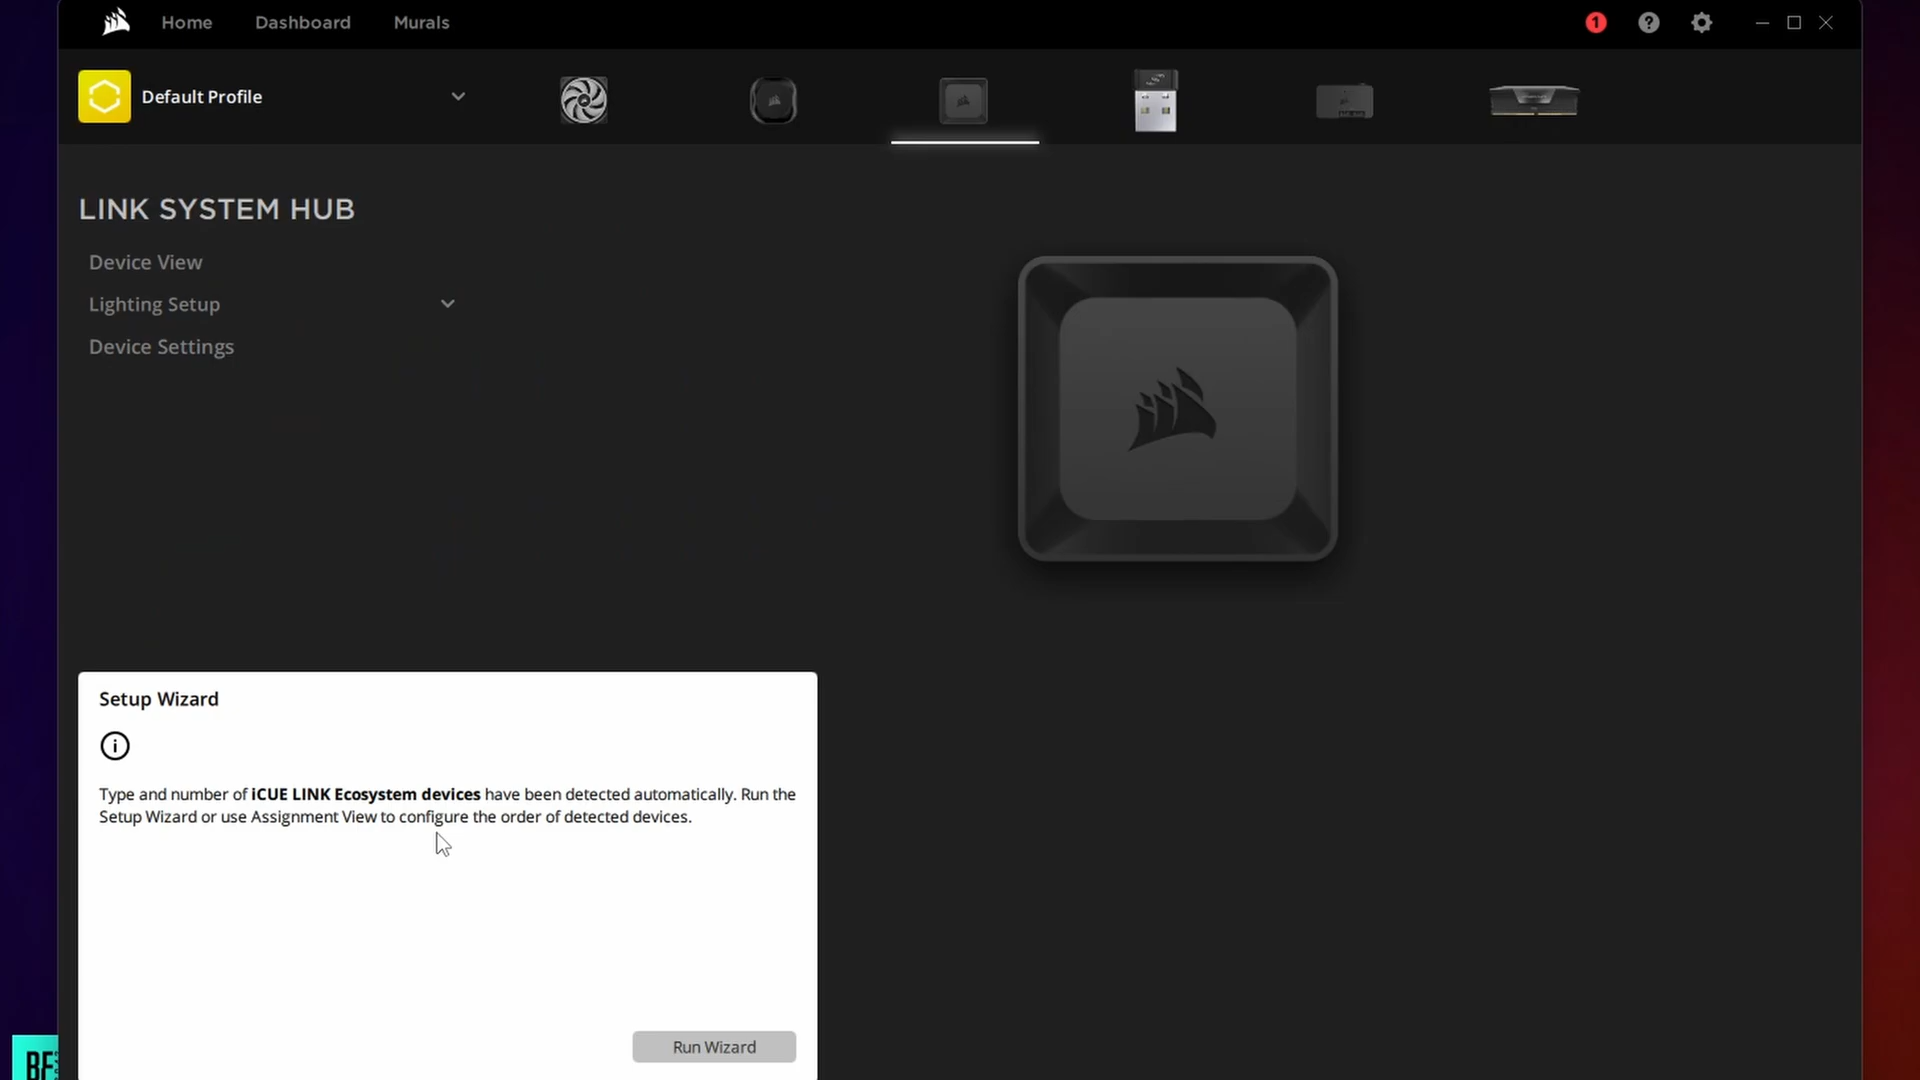 Home Dashboard Murals 1 ?
Default Profile
LINK SYSTEM HUB
Device View
Lighting Setup
Device Settings
Setup Wizard
Type and number of iCUE LINK Ecosystem devices have been detected automatically. Run the
Setup Wizard or use Assignment View to configure the order of detected devices.
Run Wizard
BF